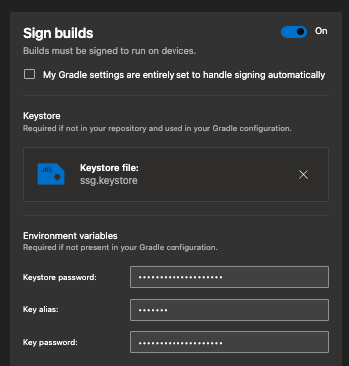 Sign builds
On
Builds must be signed to run on devices.
My Gradle settings are entirely set to handle signing automatically
Keystore
Required if not in your repository and used in your Gradle configuration.
Keystore file:
ssg.keystore
Environment variables
Required if not present in your Gradle configuration.
Keystore password:
••••••••••••••••••••
Key alias:
•••••••
Key password:
••••••••••••••••••••